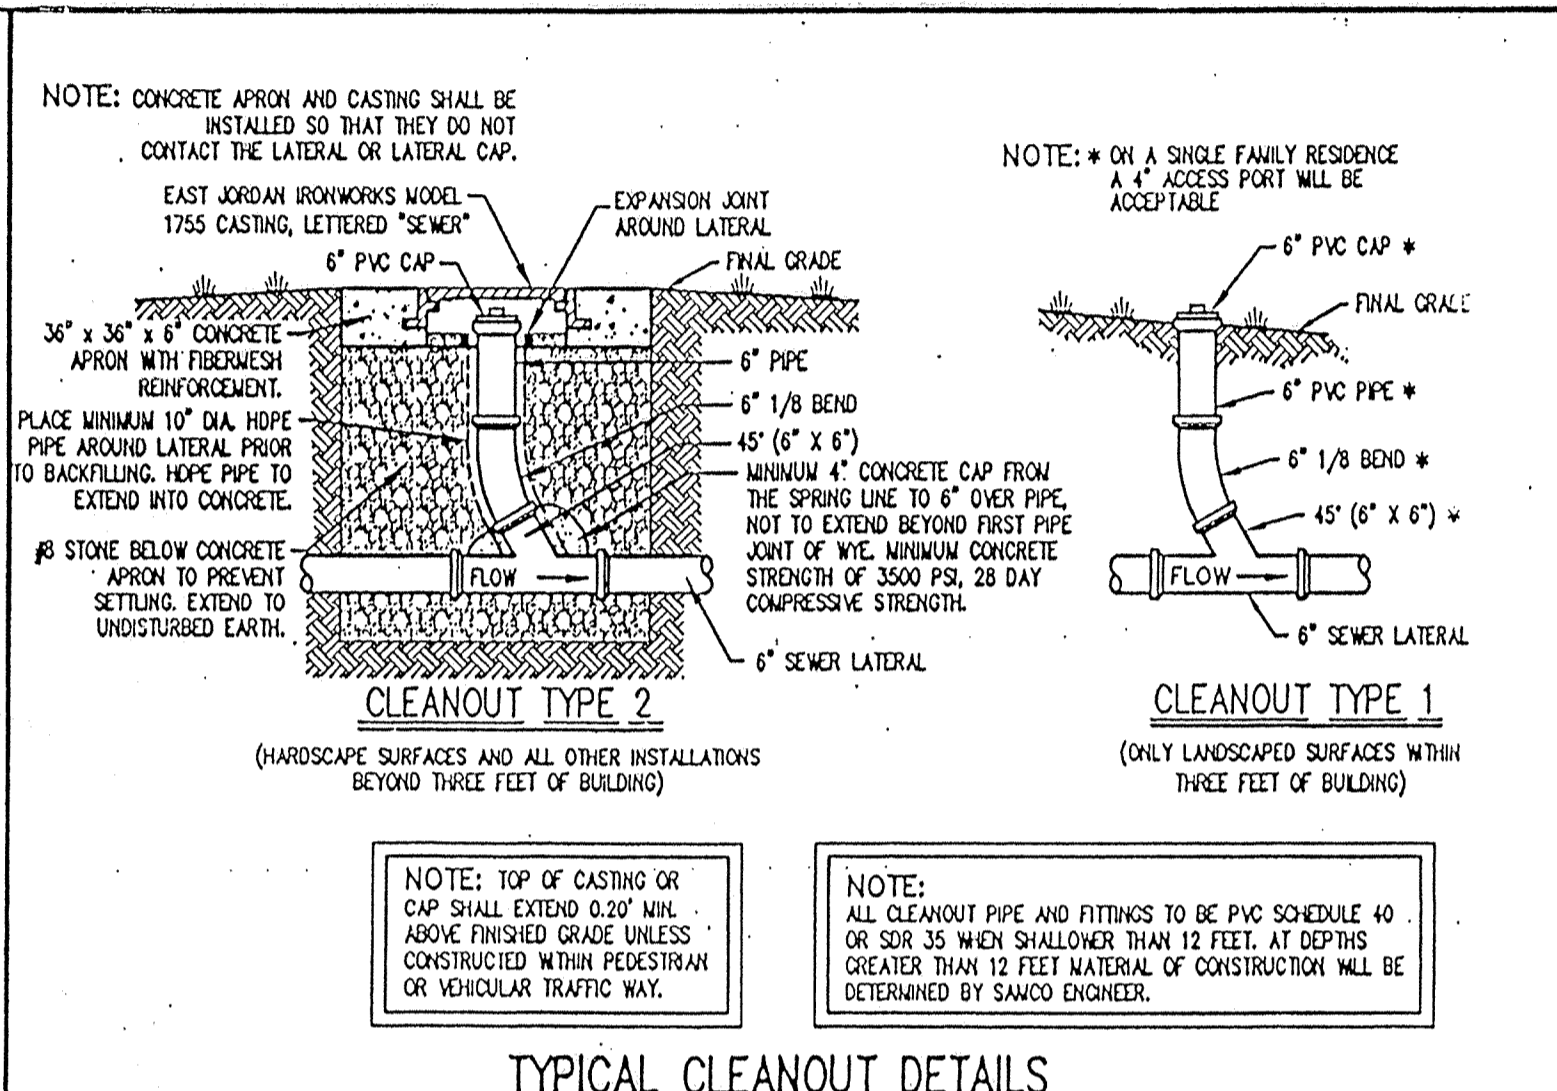 NOTE: CONCRETE APRON AND CASTING SHALL BE
INSTALLED SO THAT THEY DO NOT
CONTACT THE LATERAL OR LATERAL CAP.
EAST JORDAN IRONWORKS MODEL
1755 CASTING, LETTERED "SEWER"
6" PVC CAP
EXPANSION JOINT
AROUND LATERAL
FINAL GRADE
36" x 36" x 6" CONCRETE
APRON WITH FIBERMESH
REINFORCEMENT.
PLACE MINIMUM 10" DIA. HDPE
PIPE AROUND LATERAL PRIOR
TO BACKFILLING. HDPE PIPE TO
EXTEND INTO CONCRETE.
#8 STONE BELOW CONCRETE
APRON TO PREVENT
SETTLING. EXTEND TO
UNDISTURBED EARTH.
6" PIPE
6" 1/8 BEND
45° (6" X 6")
MINIMUM 4" CONCRETE CAP FROM
THE SPRING LINE TO 6" OVER PIPE,
NOT TO EXTEND BEYOND FIRST PIPE
JOINT OF WYE. MINIMUM CONCRETE
STRENGTH OF 3500 PSI, 28 DAY
COMPRESSIVE STRENGTH.
FLOW
6" SEWER LATERAL
CLEANOUT TYPE 2
(HARDSCAPE SURFACES AND ALL OTHER INSTALLATIONS
BEYOND THREE FEET OF BUILDING)
NOTE: * ON A SINGLE FAMILY RESIDENCE
A 4" ACCESS PORT WILL BE
ACCEPTABLE
6" PVC CAP *
FINAL GRADE
6" PVC PIPE *
6" 1/8 BEND *
45° (6" X 6") *
FLOW
6" SEWER LATERAL
CLEANOUT TYPE 1
(ONLY LANDSCAPED SURFACES WITHIN
THREE FEET OF BUILDING)
NOTE: TOP OF CASTING OR
CAP SHALL EXTEND 0.20' MIN.
ABOVE FINISHED GRADE UNLESS
CONSTRUCTED WITHIN PEDESTRIAN
OR VEHICULAR TRAFFIC WAY.
NOTE:
ALL CLEANOUT PIPE AND FITTINGS TO BE PVC SCHEDULE 40
OR SDR 35 WHEN SHALLOWER THAN 12 FEET. AT DEPTHS
GREATER THAN 12 FEET MATERIAL OF CONSTRUCTION WILL BE
DETERMINED BY SAMCO ENGINEER.
TYPICAL CLEANOUT DETAILS